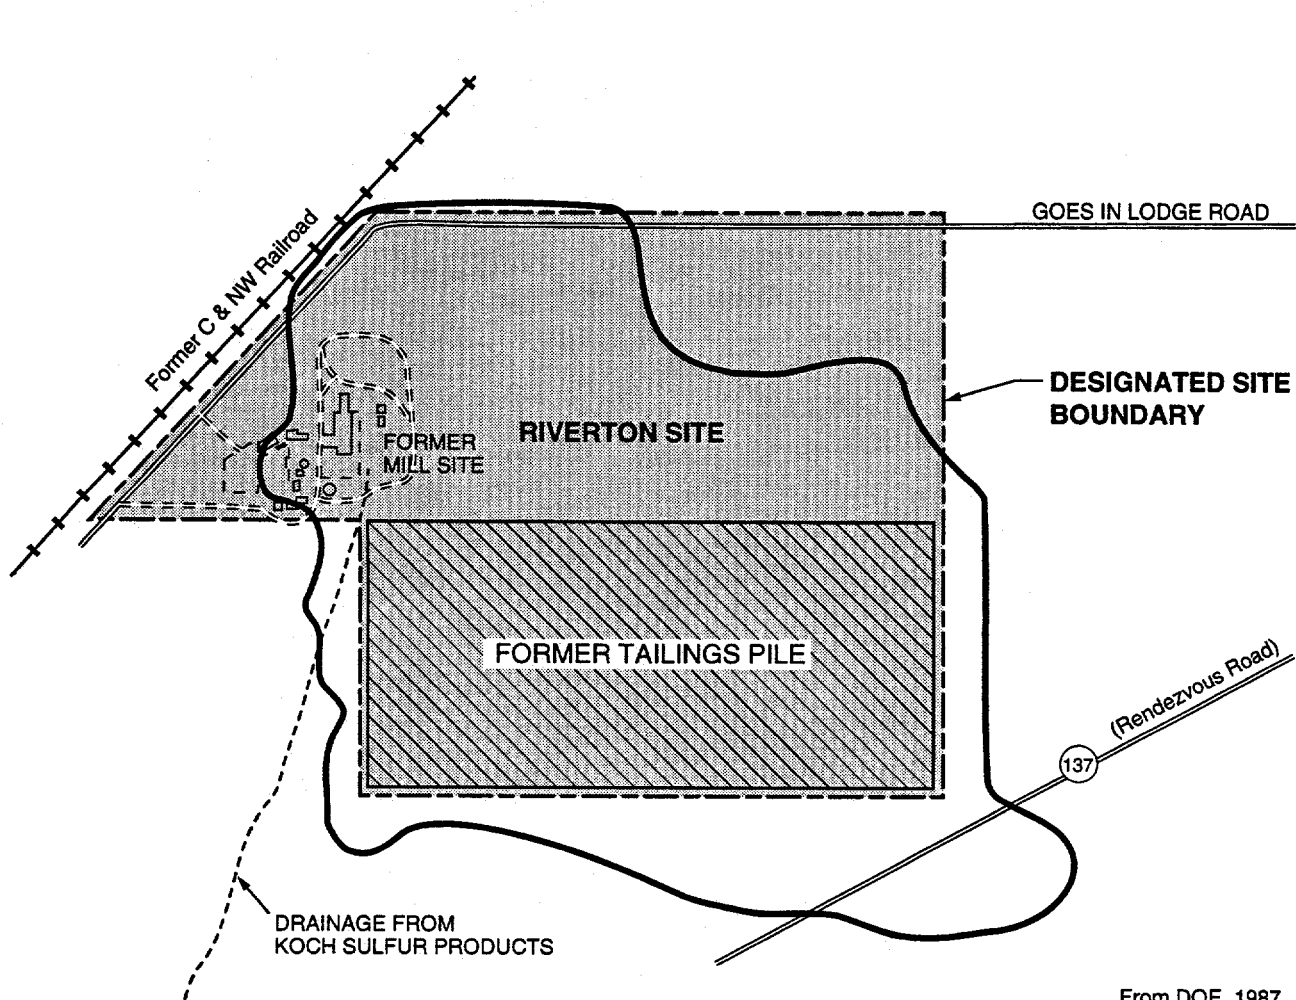 Former C & NW Railroad
GOES IN LODGE ROAD
DESIGNATED SITE
BOUNDARY
RIVERTON SITE
FORMER
MILL SITE
FORMER TAILINGS PILE
(Rendezvous Road)
137
DRAINAGE FROM
KOCH SULFUR PRODUCTS
From DOE, 1987